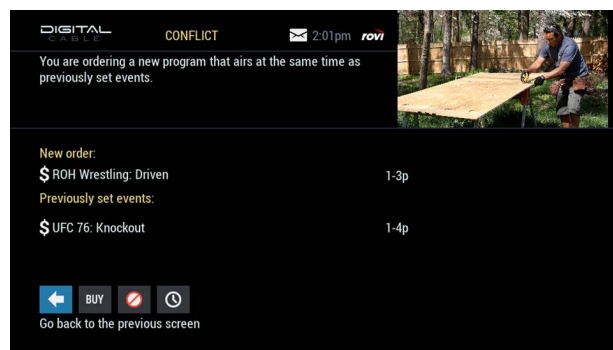 DIGITAL CABLE
CONFLICT
2:01pm rovi
You are ordering a new program that airs at the same time as
previously set events.
New order:
$ ROH Wrestling: Driven 1-3p
Previously set events:
$ UFC 76: Knockout 1-4p
BUY
Go back to the previous screen